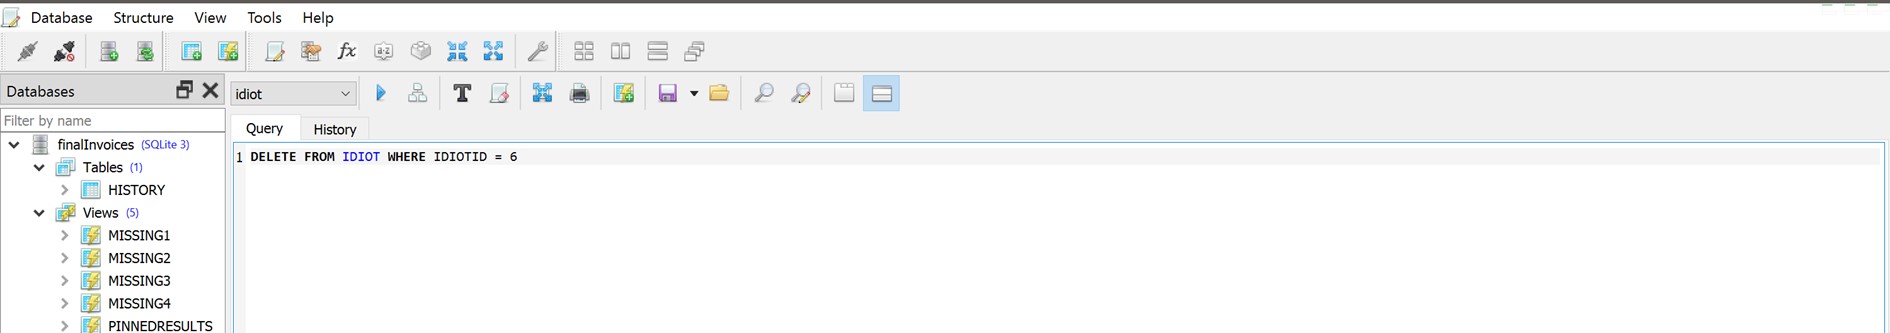 Database Structure View Tools Help
Databases
idiot
Filter by name
Query History
finalInvoices (SQLite 3)
Tables (1)
HISTORY
Views (5)
MISSING1
MISSING2
MISSING3
MISSING4
PINNEDRESULTS
1 DELETE FROM IDIOT WHERE IDIOTID = 6